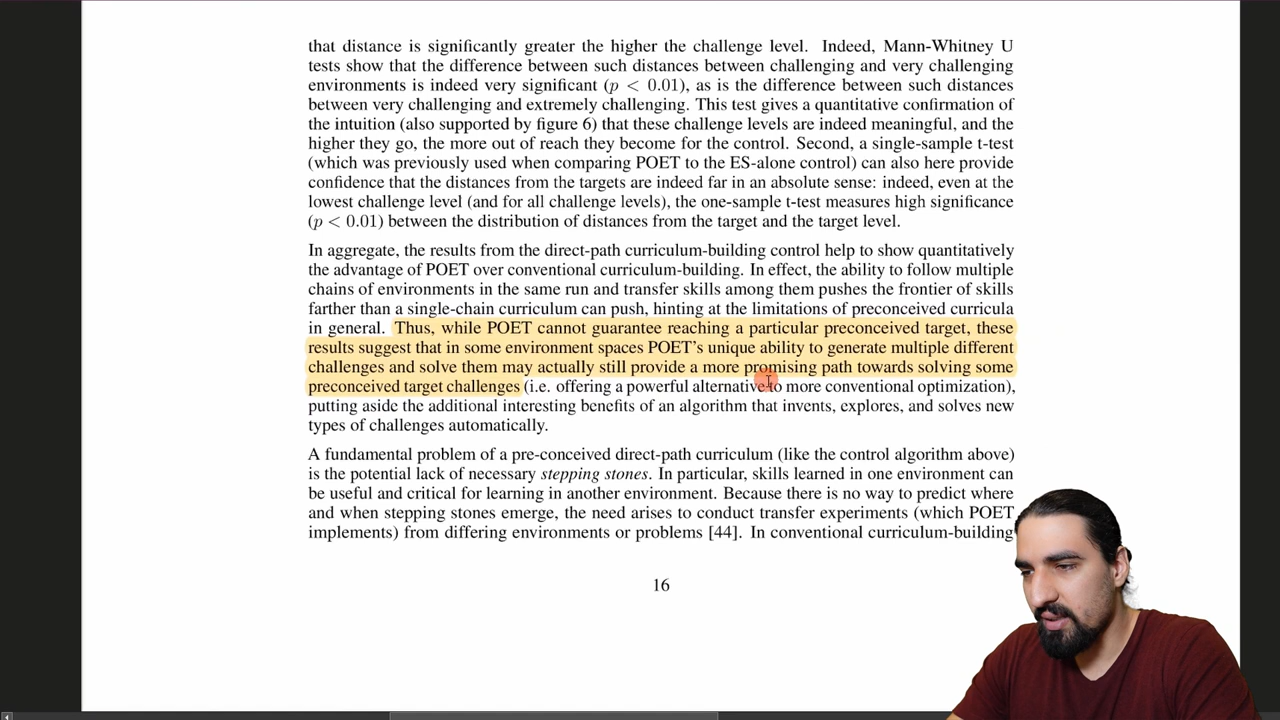 that distance is significantly greater the higher the challenge level. Indeed, Mann-Whitney U
tests show that the difference between such distances between challenging and very challenging
environments is indeed very significant (p < 0.01), as is the difference between such distances
between very challenging and extremely challenging. This test gives a quantitative confirmation of
the intuition (also supported by figure 6) that these challenge levels are indeed meaningful, and the
higher they go, the more out of reach they become for the control. Second, a single-sample t-test
(which was previously used when comparing POET to the ES-alone control) can also here provide
confidence that the distances from the targets are indeed far in an absolute sense: indeed, even at the
lowest challenge level (and for all challenge levels), the one-sample t-test measures high significance
(p < 0.01) between the distribution of distances from the target and the target level.
In aggregate, the results from the direct-path curriculum-building control help to show quantitatively
the advantage of POET over conventional curriculum-building. In effect, the ability to follow multiple
chains of environments in the same run and transfer skills among them pushes the frontier of skills
farther than a single-chain curriculum can push, hinting at the limitations of preconceived curricula
in general. Thus, while POET cannot guarantee reaching a particular preconceived target, these
results suggest that in some environment spaces POET's unique ability to generate multiple different
challenges and solve them may actually still provide a more promising path towards solving some
preconceived target challenges (i.e. offering a powerful alternative to more conventional optimization),
putting aside the additional interesting benefits of an algorithm that invents, explores, and solves new
types of challenges automatically.
A fundamental problem of a pre-conceived direct-path curriculum (like the control algorithm above)
is the potential lack of necessary stepping stones. In particular, skills learned in one environment can
be useful and critical for learning in another environment. Because there is no way to predict where
and when stepping stones emerge, the need arises to conduct transfer experiments (which POET
implements) from differing environments or problems [44]. In conventional curriculum-building
16